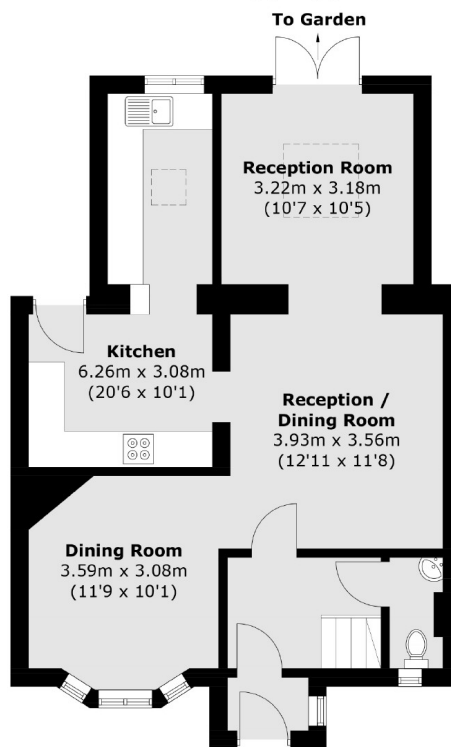 To Garden
Reception Room
3.22m x 3.18m
(10'7 x 10'5)
Kitchen
6.26m x 3.08m
(20'6 x 10'1)
Reception /
Dining Room
3.93m x 3.56m
(12'11 x 11'8)
Dining Room
3.59m x 3.08m
(11'9 x 10'1)